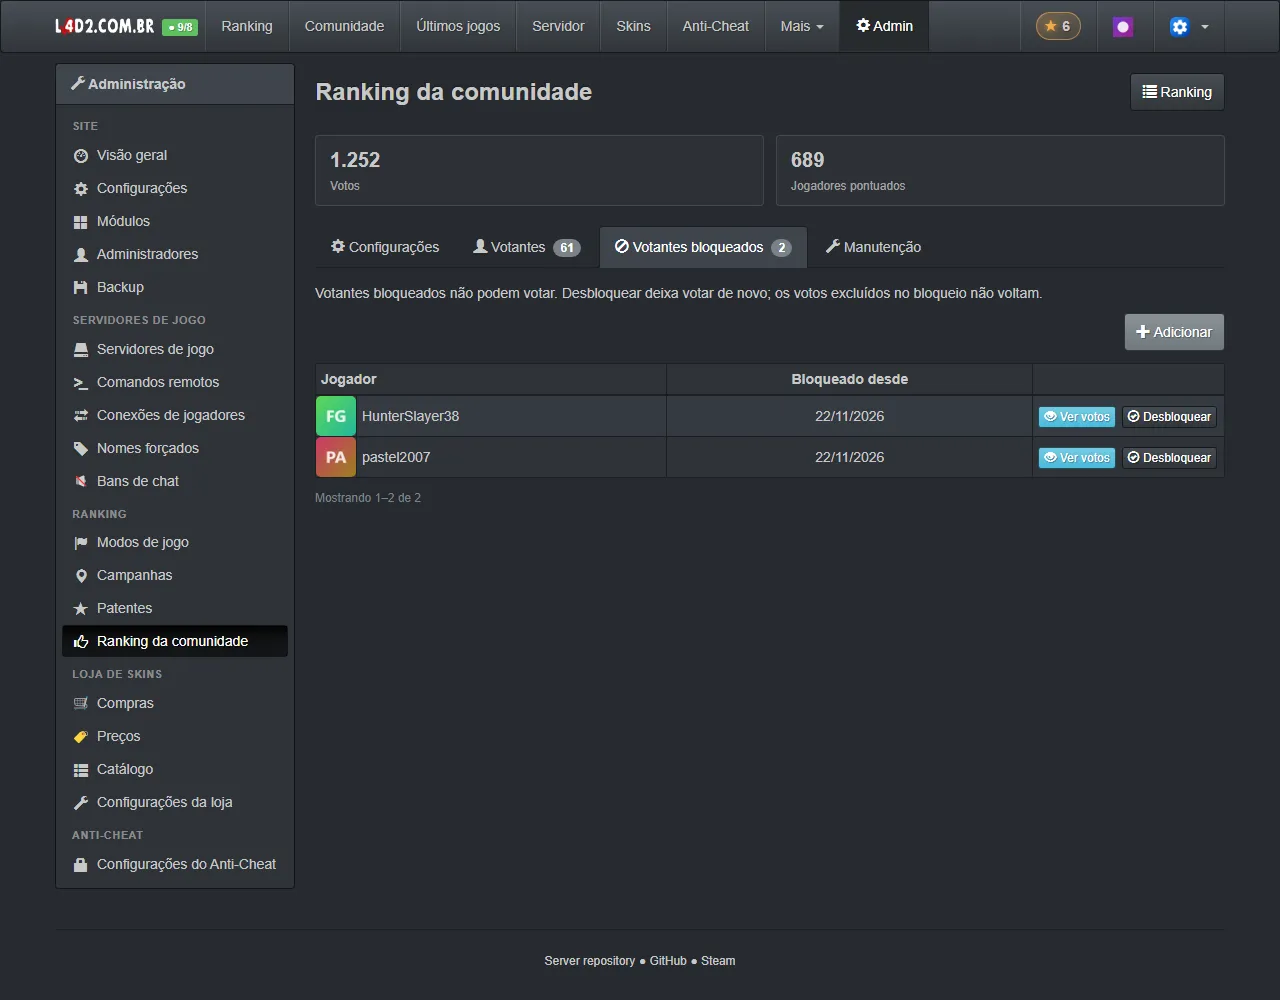 L4D2.COM.BR ● 9/8 Ranking Comunidade Últimos jogos Servidor Skins Anti-Cheat Mais Admin 6
Administração
SITE
Visão geral
Configurações
Módulos
Administradores
Backup
SERVIDORES DE JOGO
Servidores de jogo
Comandos remotos
Conexões de jogadores
Nomes forçados
Bans de chat
RANKING
Modos de jogo
Campanhas
Patentes
Ranking da comunidade
LOJA DE SKINS
Compras
Preços
Catálogo
Configurações da loja
ANTI-CHEAT
Configurações do Anti-Cheat
Ranking da comunidade
Ranking
1.252
Votos
689
Jogadores pontuados
Configurações Votantes 61 Votantes bloqueados 2 Manutenção
Votantes bloqueados não podem votar. Desbloquear deixa votar de novo; os votos excluídos no bloqueio não voltam.
Adicionar
Jogador Bloqueado desde
FG HunterSlayer38 22/11/2026 Ver votos Desbloquear
PA pastel2007 22/11/2026 Ver votos Desbloquear
Mostrando 1–2 de 2
Server repository ● GitHub ● Steam